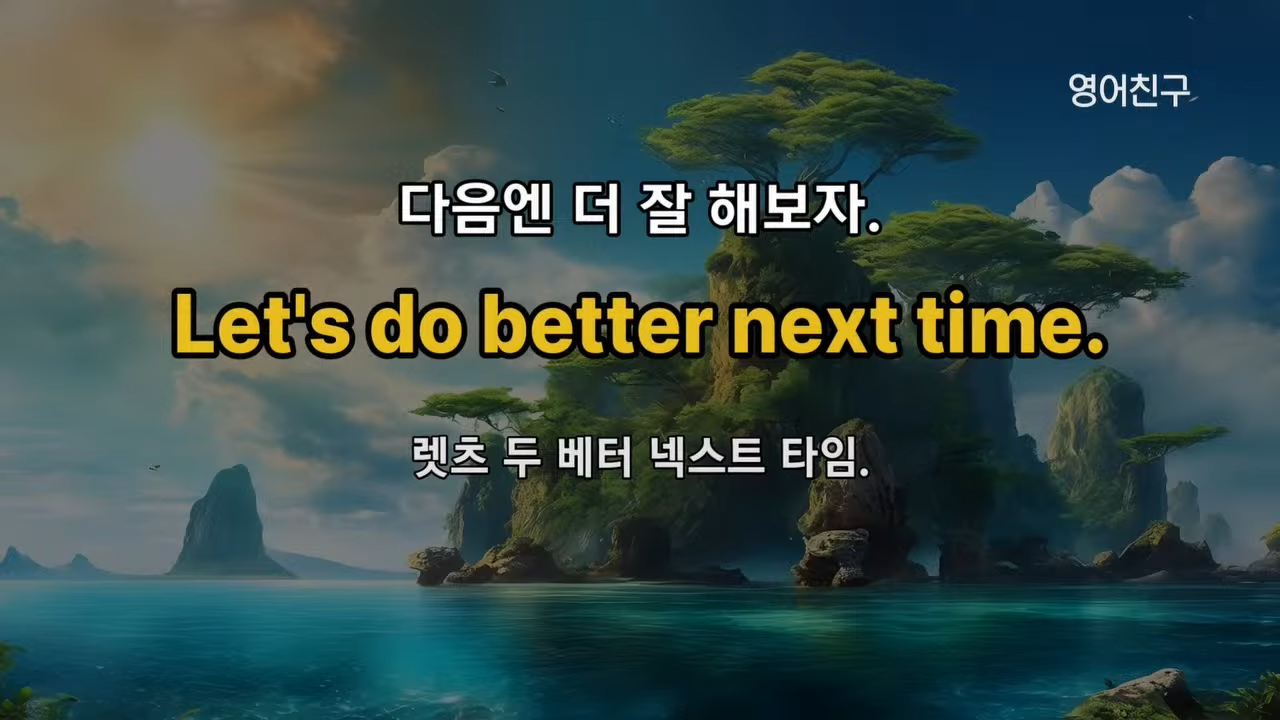 영어친구
다음엔 더 잘 해보자.
Let's do better next time.
렛츠 두 베터 넥스트 타임.